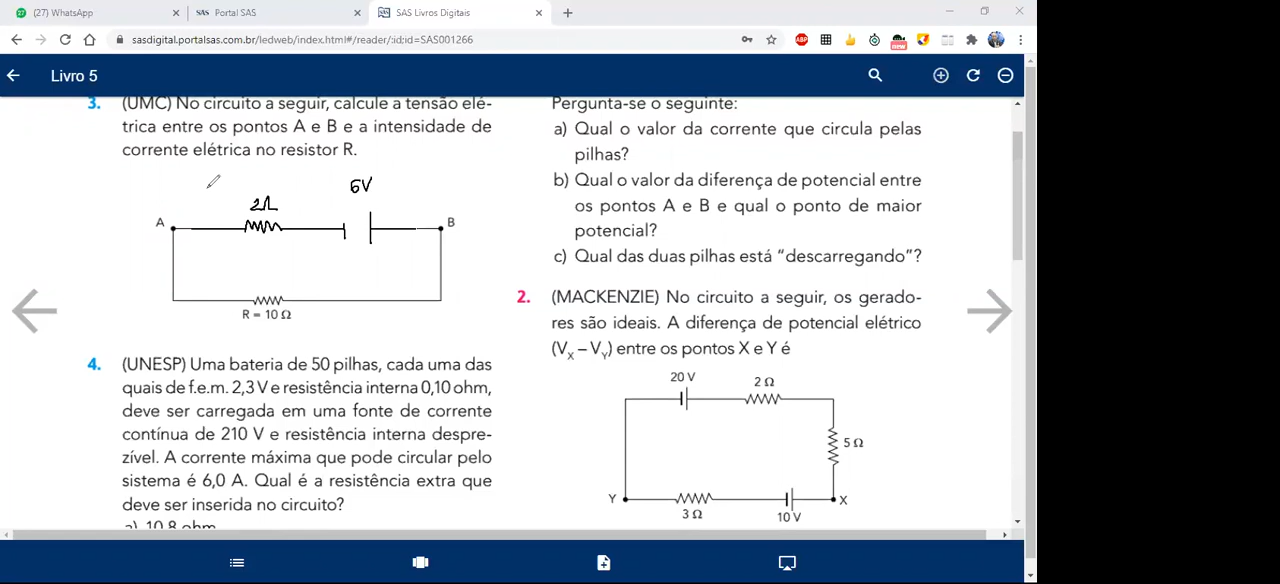 (27) WhatsApp
SAS Portal SAS
SAS SAS Livros Digitais
sasdigital.portalsas.com.br/ledweb/index.html#/reader/:id;id=SAS001266
ABP
new
Livro 5
3. (UMC) No circuito a seguir, calcule a tensão elé-
trica entre os pontos A e B e a intensidade de
corrente elétrica no resistor R.
2Ω
6V
A
B
R = 10 Ω
4. (UNESP) Uma bateria de 50 pilhas, cada uma das
quais de f.e.m. 2,3 V e resistência interna 0,10 ohm,
deve ser carregada em uma fonte de corrente
contínua de 210 V e resistência interna despre-
zível. A corrente máxima que pode circular pelo
sistema é 6,0 A. Qual é a resistência extra que
deve ser inserida no circuito?
a) 10,8 ohm
Pergunta-se o seguinte:
a) Qual o valor da corrente que circula pelas
pilhas?
b) Qual o valor da diferença de potencial entre
os pontos A e B e qual o ponto de maior
potencial?
c) Qual das duas pilhas está “descarregando”?
2. (MACKENZIE) No circuito a seguir, os gerado-
res são ideais. A diferença de potencial elétrico
(Vx – VY) entre os pontos X e Y é
20 V
2 Ω
5 Ω
Y
X
3 Ω
10 V